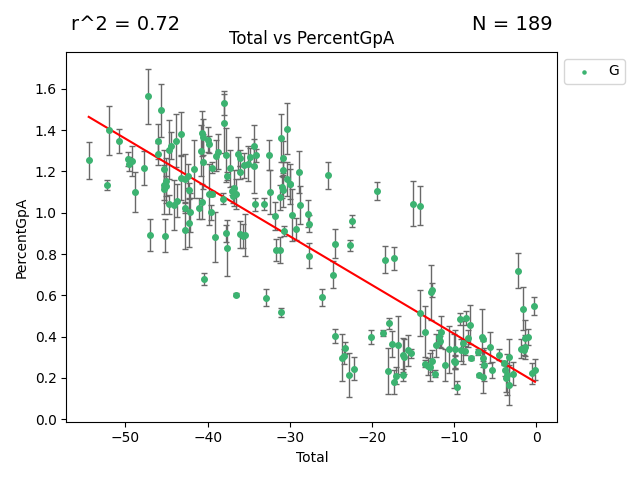 r^2 = 0.72
N = 189
Total vs PercentGpA
G
1.6
1.4
1.2
1.0
0.8
0.6
0.4
0.2
0.0
PercentGpA
−50
−40
−30
−20
−10
0
Total